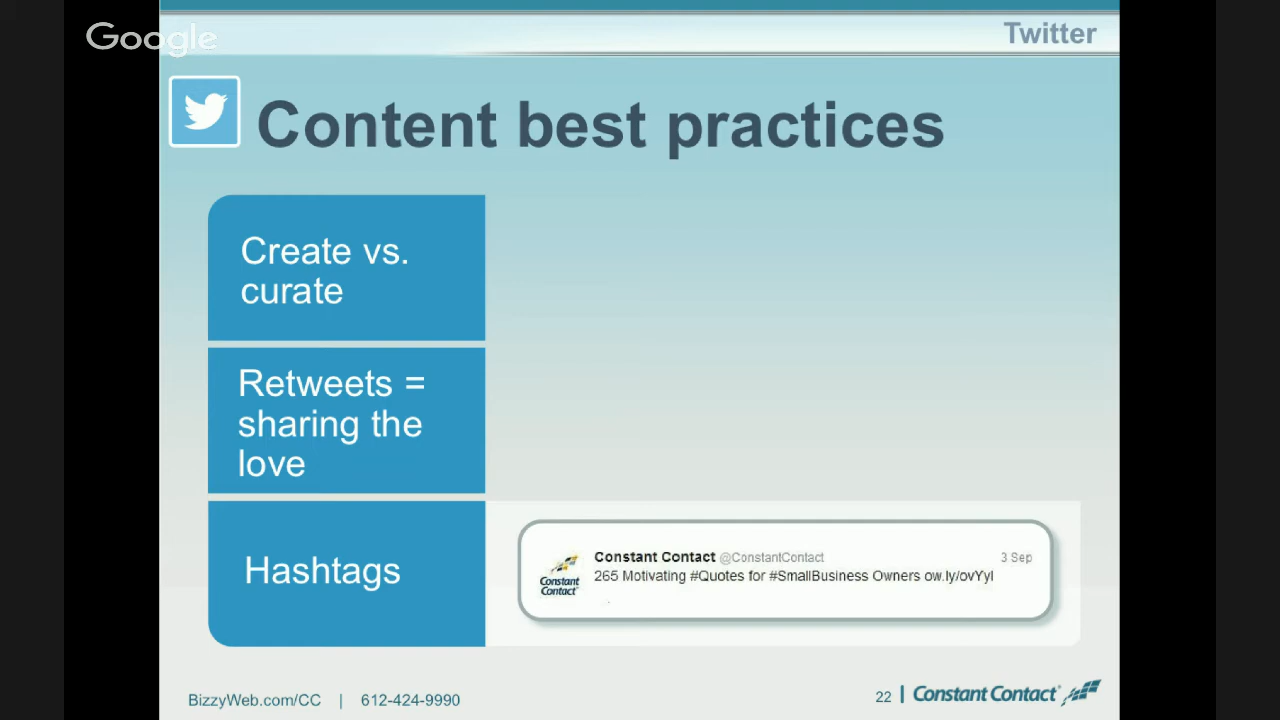 Google
Twitter
Content best practices
Create vs.
curate
Retweets =
sharing the
love
Hashtags
Constant Contact @ConstantContact 3 Sep
265 Motivating #Quotes for #SmallBusiness Owners ow.ly/ovYyl
Constant
Contact
BizzyWeb.com/CC | 612-424-9990
22 | Constant Contact